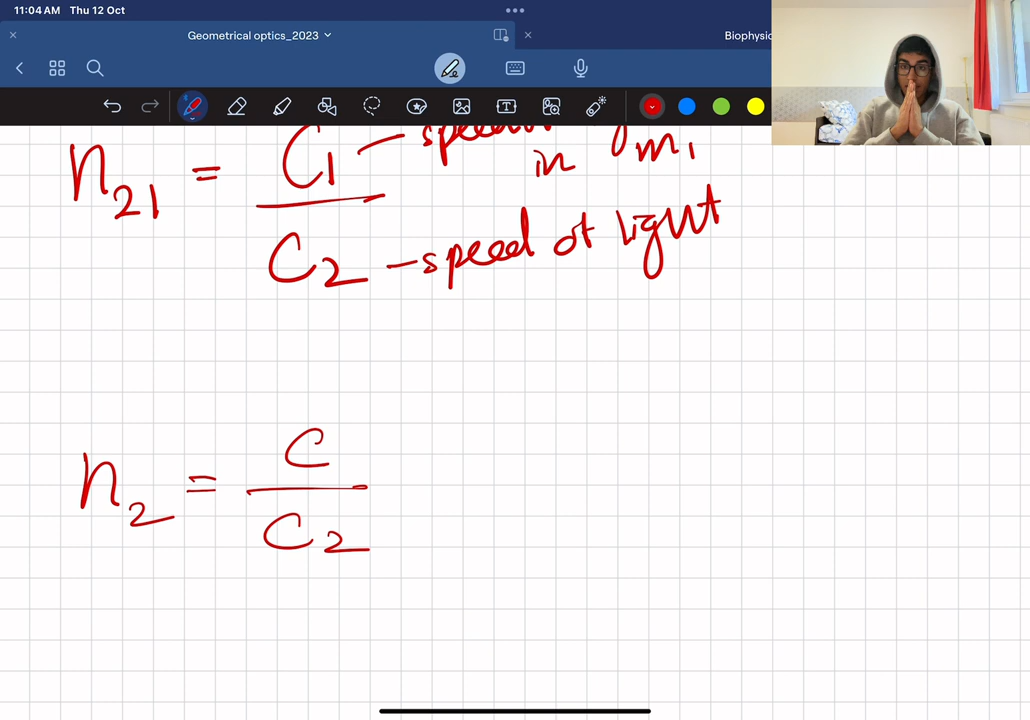 11:04 AM Thu 12 Oct
Geometrical optics_2023
Biophysic
n21 = C1 - speed
in m1
C2 - speed of light
n2 = C
C2